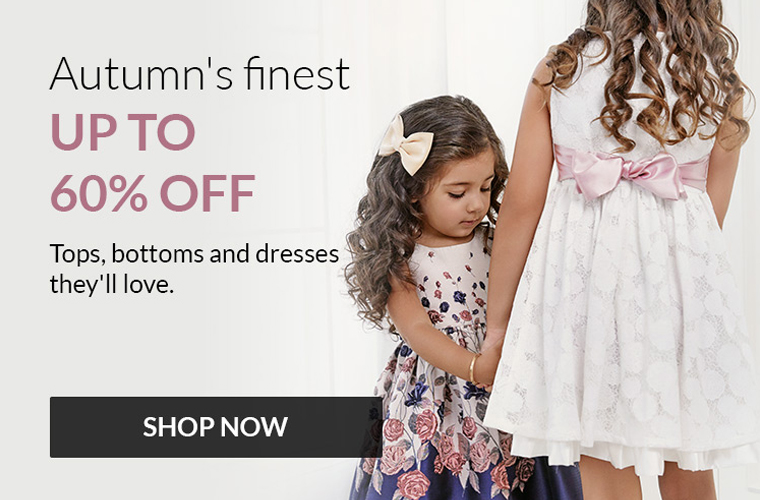 Autumn's finest
UP TO
60% OFF
Tops, bottoms and dresses
they'll love.
SHOP NOW